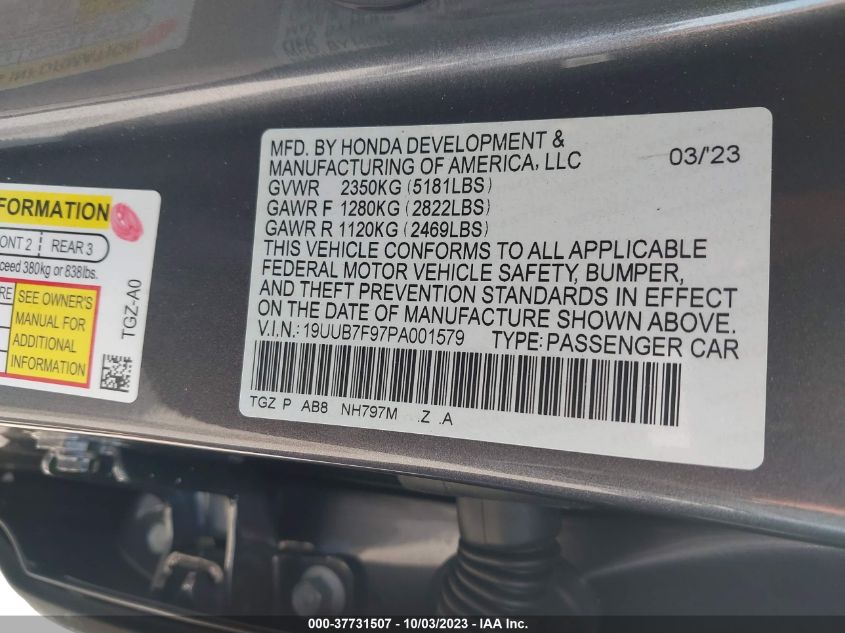 MFD. BY HONDA DEVELOPMENT &
MANUFACTURING OF AMERICA, LLC 03/'23
GVWR 2350KG (5181LBS)
GAWR F 1280KG (2822LBS)
GAWR R 1120KG (2469LBS)
THIS VEHICLE CONFORMS TO ALL APPLICABLE
FEDERAL MOTOR VEHICLE SAFETY, BUMPER,
AND THEFT PREVENTION STANDARDS IN EFFECT
ON THE DATE OF MANUFACTURE SHOWN ABOVE.
V.I.N.: 19UUB7F97PA001579 TYPE: PASSENGER CAR
TGZ P AB8 NH797M .Z .A
FORMATION
ONT 2 REAR 3
ceed 380kg or 838lbs.
RE
SEE OWNER'S
MANUAL FOR
ADDITIONAL
INFORMATION
TGZ-A0
000-37731507 - 10/03/2023 - IAA Inc.